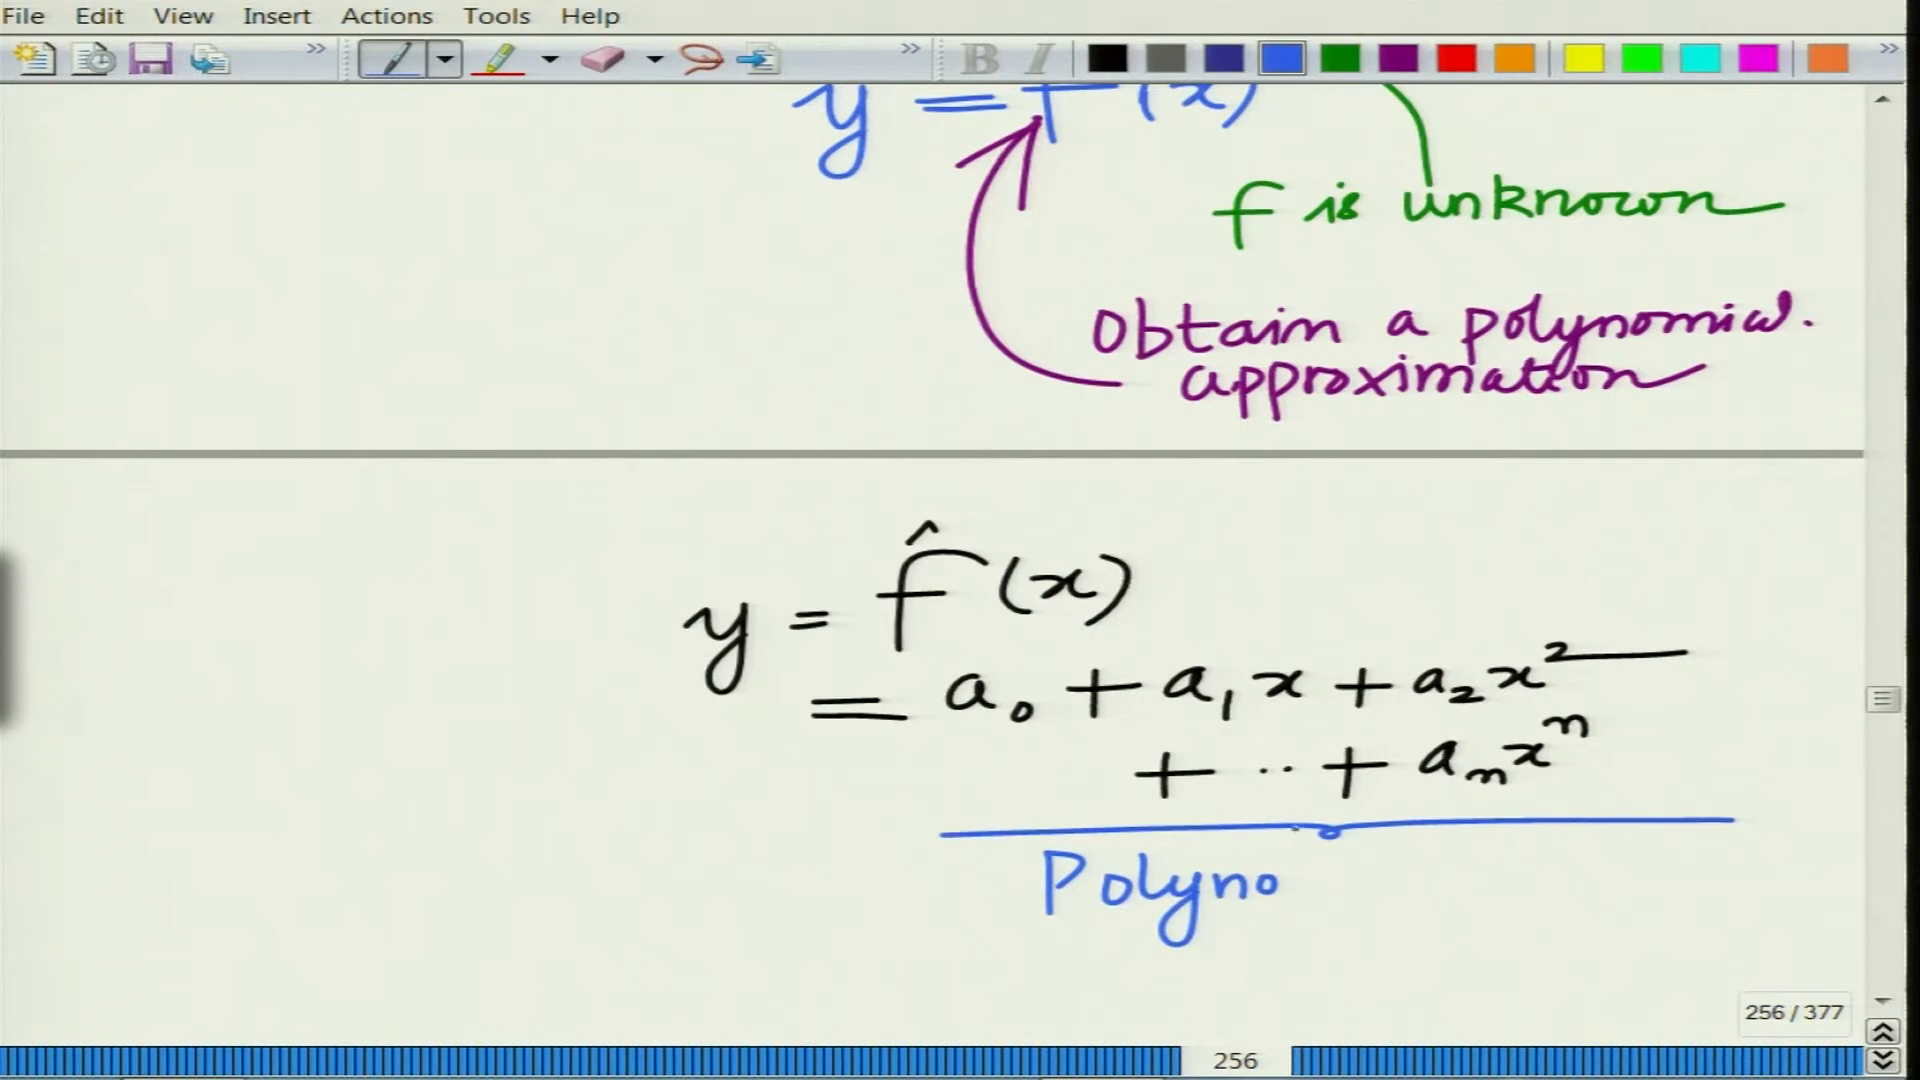 File Edit View Insert Actions Tools Help
B I
y = f(x)
f is unknown
Obtain a polynomial.
approximation
y = f̂(x)
= a₀ + a₁x + a₂x²
+ ·· + aₙxⁿ
Polyno
256 / 377
256